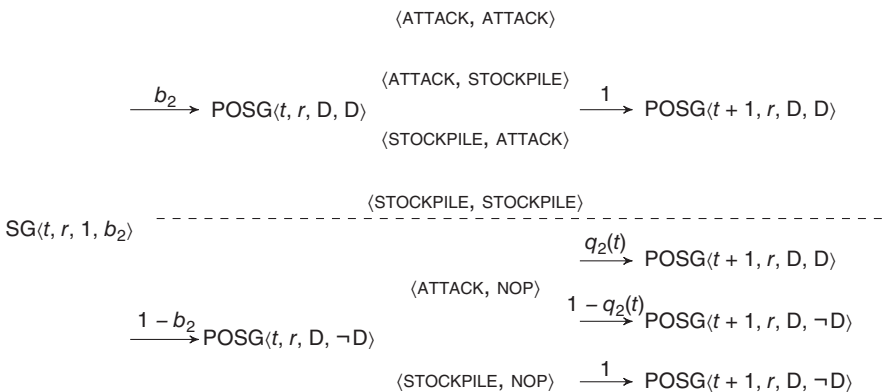 ⟨ATTACK, ATTACK⟩
⟨ATTACK, STOCKPILE⟩
b₂ POSG⟨t, r, D, D⟩ 1 POSG⟨t + 1, r, D, D⟩
⟨STOCKPILE, ATTACK⟩
⟨STOCKPILE, STOCKPILE⟩
SG⟨t, r, 1, b₂⟩
q₂(t) POSG⟨t + 1, r, D, D⟩
⟨ATTACK, NOP⟩
1 − q₂(t) POSG⟨t + 1, r, D, ¬D⟩
1 − b₂ POSG⟨t, r, D, ¬D⟩
⟨STOCKPILE, NOP⟩ 1 POSG⟨t + 1, r, D, ¬D⟩